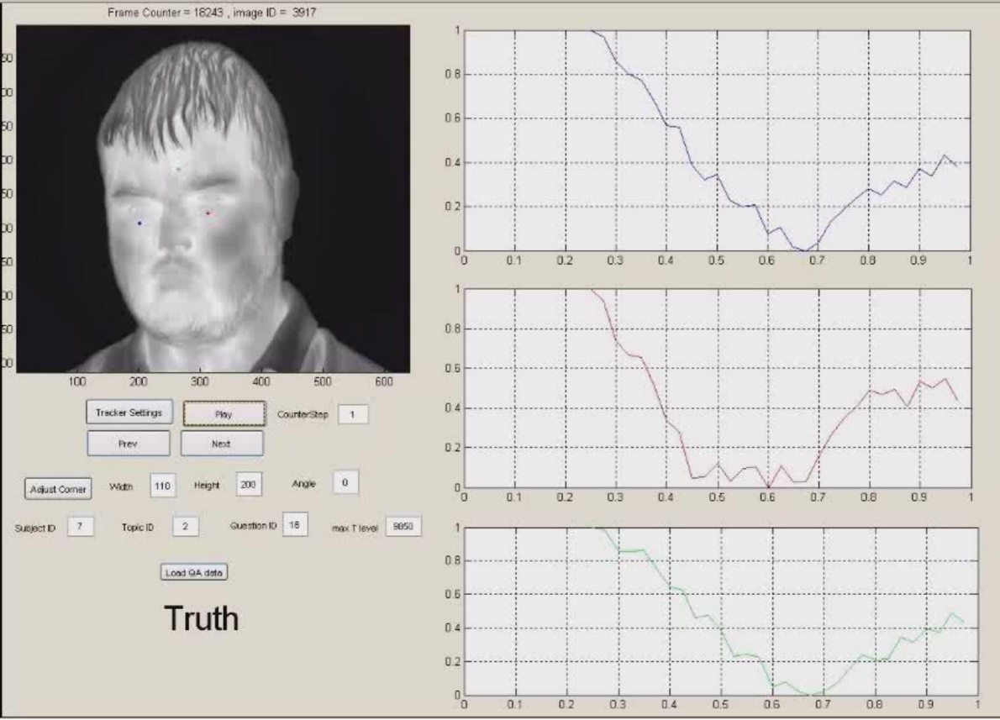 Frame Counter = 18243 , image ID = 3917
100 200 300 400 500 600
Tracker Settings Play CounterStep 1
Prev Next
Adjust Corner Width 110 Height 200 Angle 0
Subject ID 7 Topic ID 2 Question ID 18 max T level 9850
Load QA data
Truth
1
0.8
0.6
0.4
0.2
0
0 0.1 0.2 0.3 0.4 0.5 0.6 0.7 0.8 0.9 1
1
0.8
0.6
0.4
0.2
0
0 0.1 0.2 0.3 0.4 0.5 0.6 0.7 0.8 0.9 1
1
0.8
0.6
0.4
0.2
0
0 0.1 0.2 0.3 0.4 0.5 0.6 0.7 0.8 0.9 1